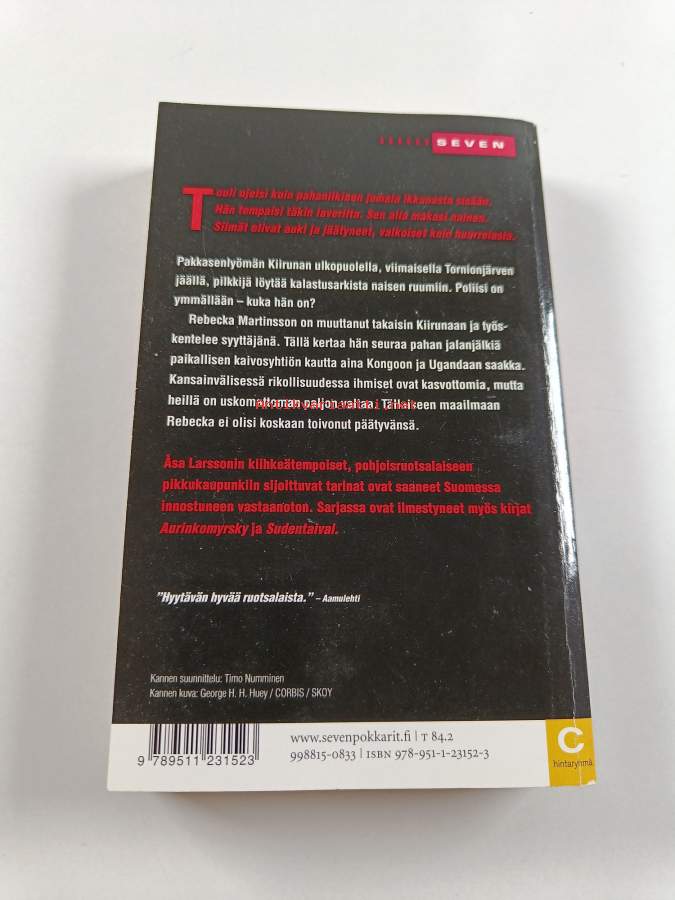 SEVEN
Tuuli ujelsi kuin pahanilkinen jumala ikkunasta sisään.
Hän tempaisi täkin laverilta. Sen alla makasi nainen.
Silmät olivat auki ja jäätyneet, valkoiset kuin huurrelasia.
Pakkasenlyömän Kiirunan ulkopuolella, viimaisella Tornionjärven
jäällä, pilkkijä löytää kalastusarkista naisen ruumiin. Poliisi on
ymmällään – kuka hän on?
Rebecka Martinsson on muuttanut takaisin Kiirunaan ja työs-
kentelee syyttäjänä. Tällä kertaa hän seuraa pahan jalanjälkiä
paikallisen kaivosyhtiön kautta aina Kongoon ja Ugandaan saakka.
Kansainvälisessä rikollisuudessa ihmiset ovat kasvottomia, mutta
heillä on uskomattoman paljon valtaa. Tällaiseen maailmaan
Rebecka ei olisi koskaan toivonut päätyvänsä.
Åsa Larssonin kiihkeätempoiset, pohjoisruotsalaiseen
pikkukaupunkiin sijoittuvat tarinat ovat saaneet Suomessa
innostuneen vastaanoton. Sarjassa ovat ilmestyneet myös kirjat
Aurinkomyrsky ja Sudentaival.
"Hyytävän hyvää ruotsalaista." – Aamulehti
Kannen suunnittelu: Timo Numminen
Kannen kuva: George H. H. Huey / CORBIS / SKOY
www.sevenpokkarit.fi | T 84.2
998815-0833 | ISBN 978-951-1-23152-3
9 789511 231523
C
hintaryhmä